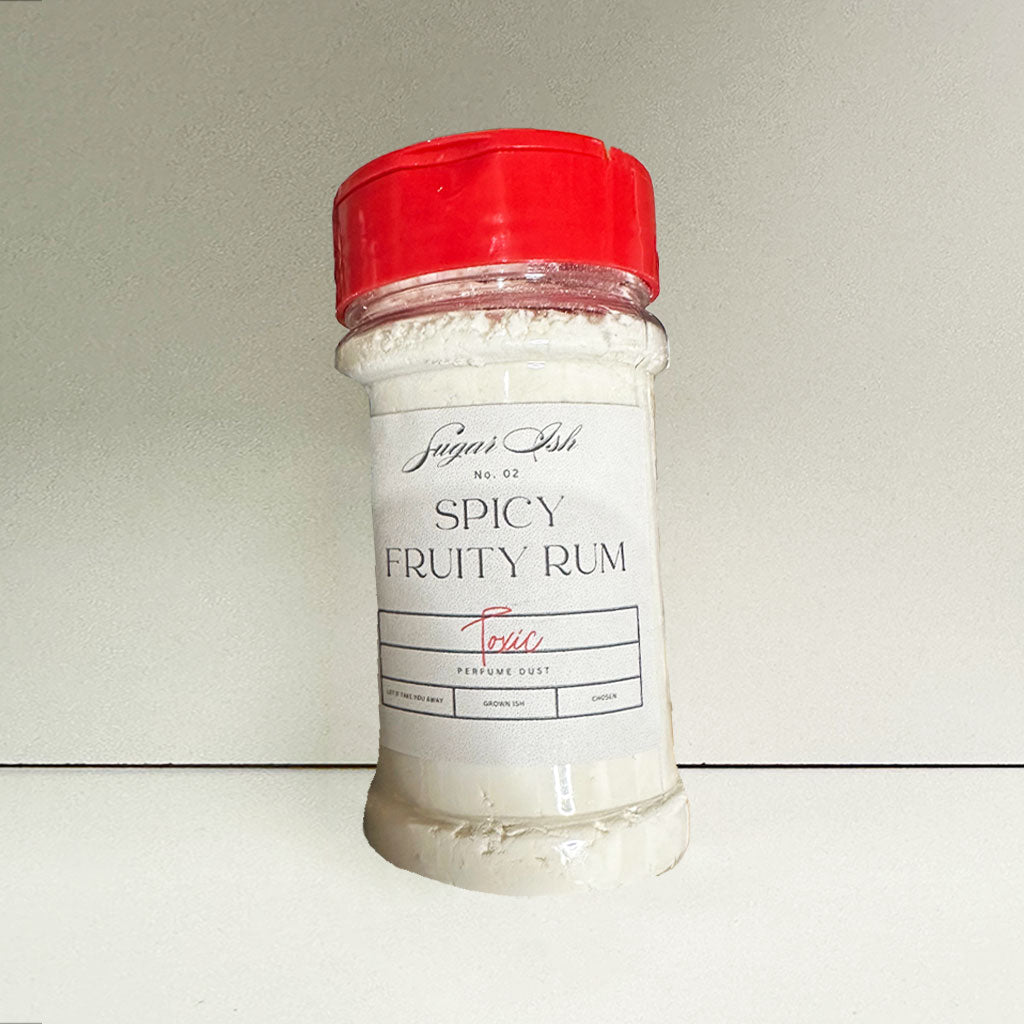 Sugar Ish
No. 02
SPICY
FRUITY RUM
Toxic
PERFUME DUST
LET IT TAKE YOU AWAY
GROWN ISH
CHOSEN